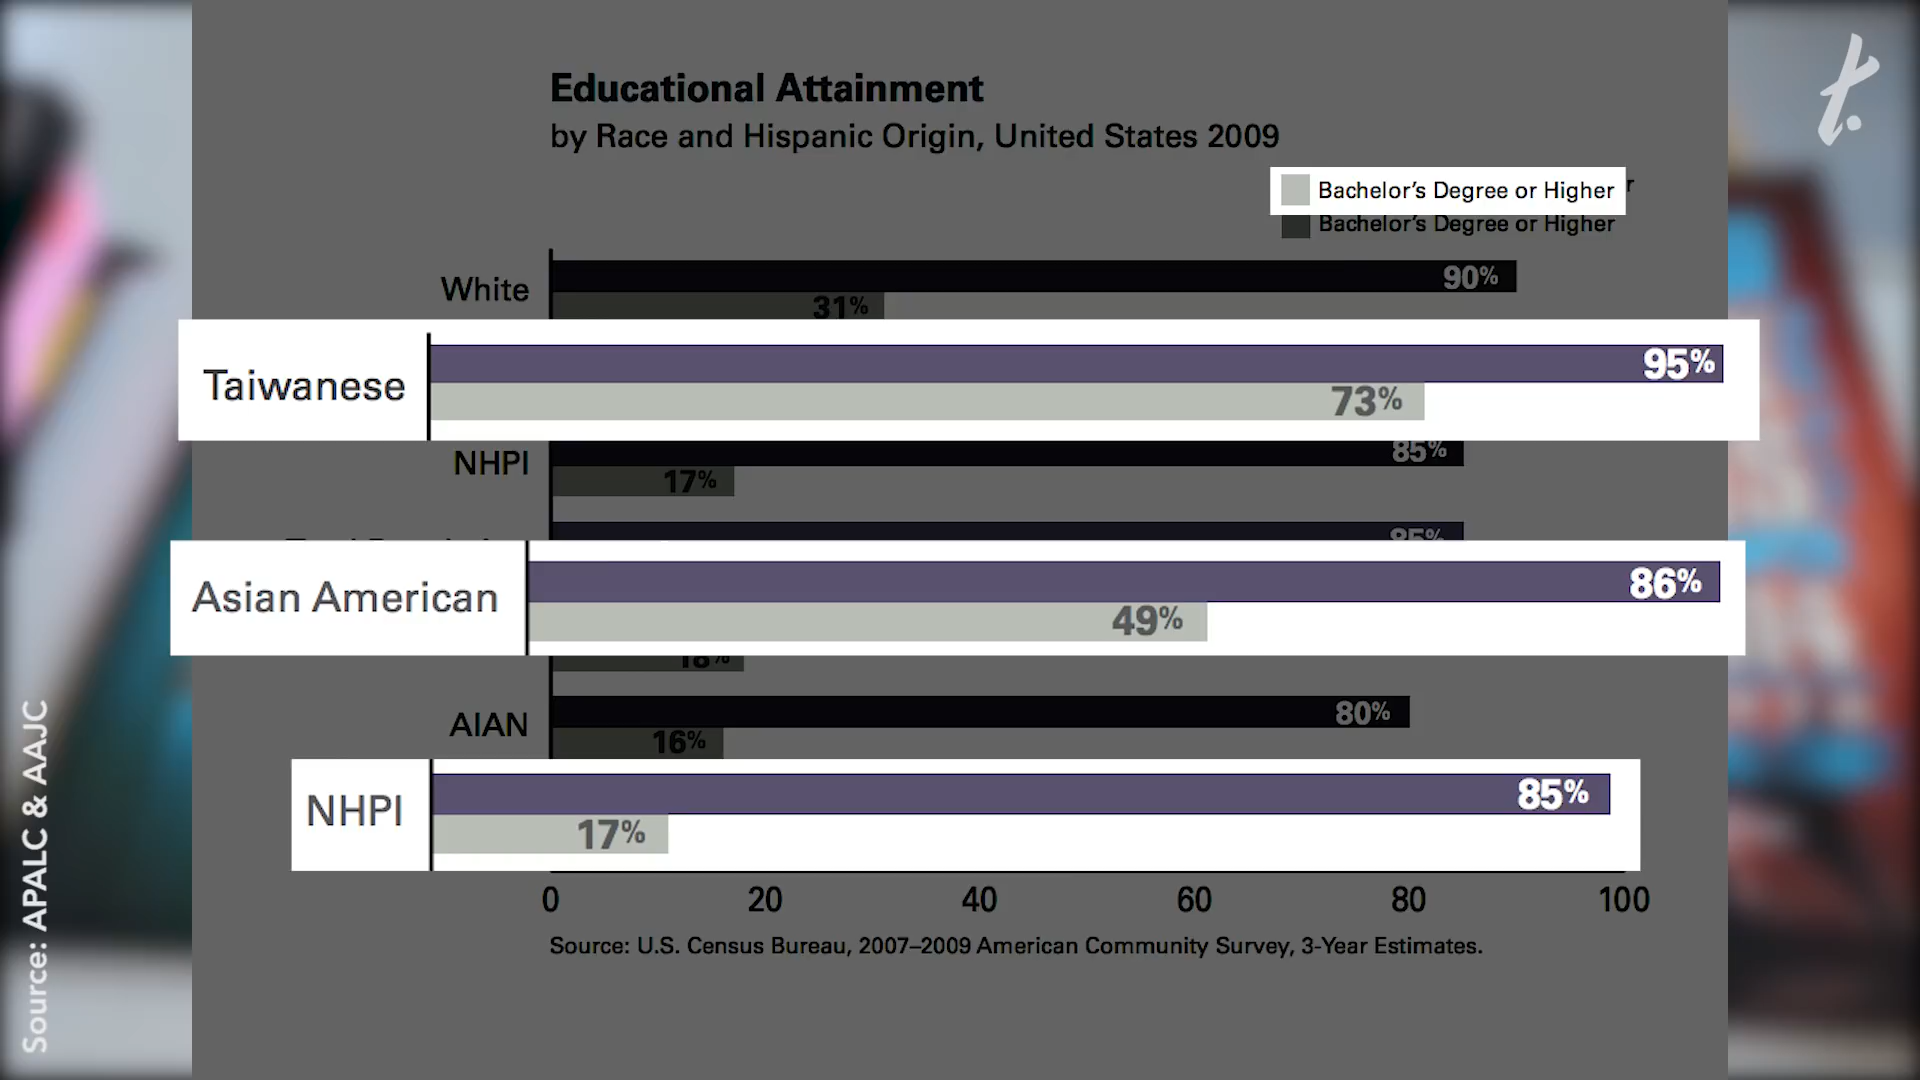 Educational Attainment
by Race and Hispanic Origin, United States 2009
Bachelor's Degree or Higher
Bachelor's Degree or Higher
White
90%
31%
Taiwanese
95%
73%
NHPI
85%
17%
85%
Asian American
86%
49%
18%
AIAN
80%
16%
NHPI
85%
17%
0 20 40 60 80 100
Source: U.S. Census Bureau, 2007–2009 American Community Survey, 3-Year Estimates.
Source: APALC & AAJC
t.